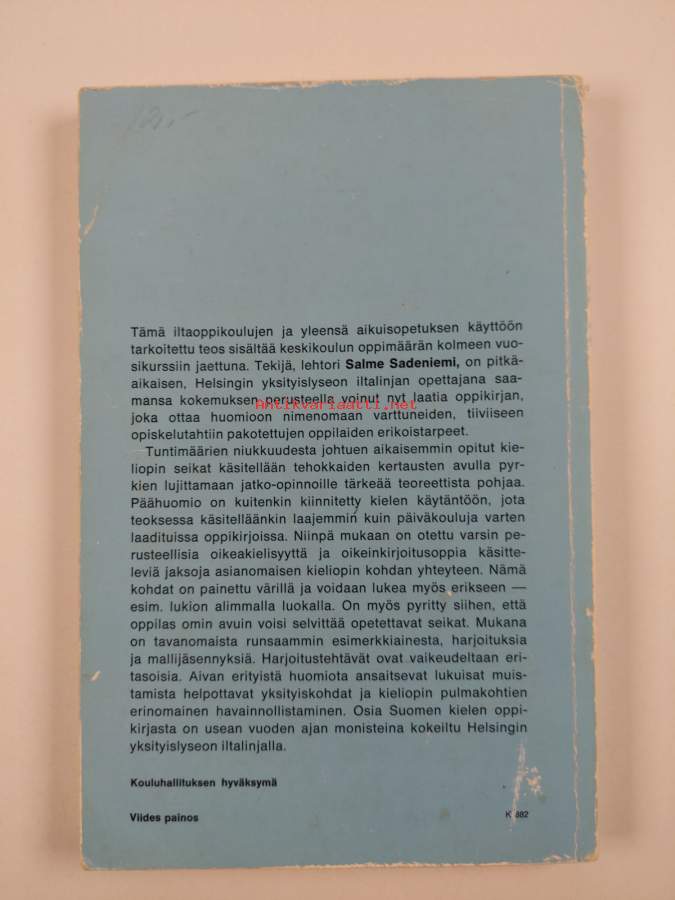 12,-
Tämä iltaoppikoulujen ja yleensä aikuisopetuksen käyttöön
tarkoitettu teos sisältää keskikoulun oppimäärän kolmeen vuo-
sikurssiin jaettuna. Tekijä, lehtori Salme Sadeniemi, on pitkä-
aikaisen, Helsingin yksityislyseon iltalinjan opettajana saa-
mansa kokemuksen perusteella voinut nyt laatia oppikirjan,
Antikvariaatti.net
joka ottaa huomioon nimenomaan varttuneiden, tiiviiseen
opiskelutahtiin pakotettujen oppilaiden erikoistarpeet.
Tuntimäärien niukkuudesta johtuen aikaisemmin opitut kie-
liopin seikat käsitellään tehokkaiden kertausten avulla pyr-
kien lujittamaan jatko-opinnoille tärkeää teoreettista pohjaa.
Päähuomio on kuitenkin kiinnitetty kielen käytäntöön, jota
teoksessa käsitelläänkin laajemmin kuin päiväkouluja varten
laadituissa oppikirjoissa. Niinpä mukaan on otettu varsin pe-
rusteellisia oikeakielisyyttä ja oikeinkirjoitusoppia käsitte-
leviä jaksoja asianomaisen kieliopin kohdan yhteyteen. Nämä
kohdat on painettu värillä ja voidaan lukea myös erikseen —
esim. lukion alimmalla luokalla. On myös pyritty siihen, että
oppilas omin avuin voisi selvittää opetettavat seikat. Mukana
on tavanomaista runsaammin esimerkkiainesta, harjoituksia
ja mallijäsennyksiä. Harjoitustehtävät ovat vaikeudeltaan eri-
tasoisia. Aivan erityistä huomiota ansaitsevat lukuisat muis-
tamista helpottavat yksityiskohdat ja kieliopin pulmakohtien
erinomainen havainnollistaminen. Osia Suomen kielen oppi-
kirjasta on usean vuoden ajan monisteina kokeiltu Helsingin
yksityislyseon iltalinjalla.
Kouluhallituksen hyväksymä
Viides painos
K 882